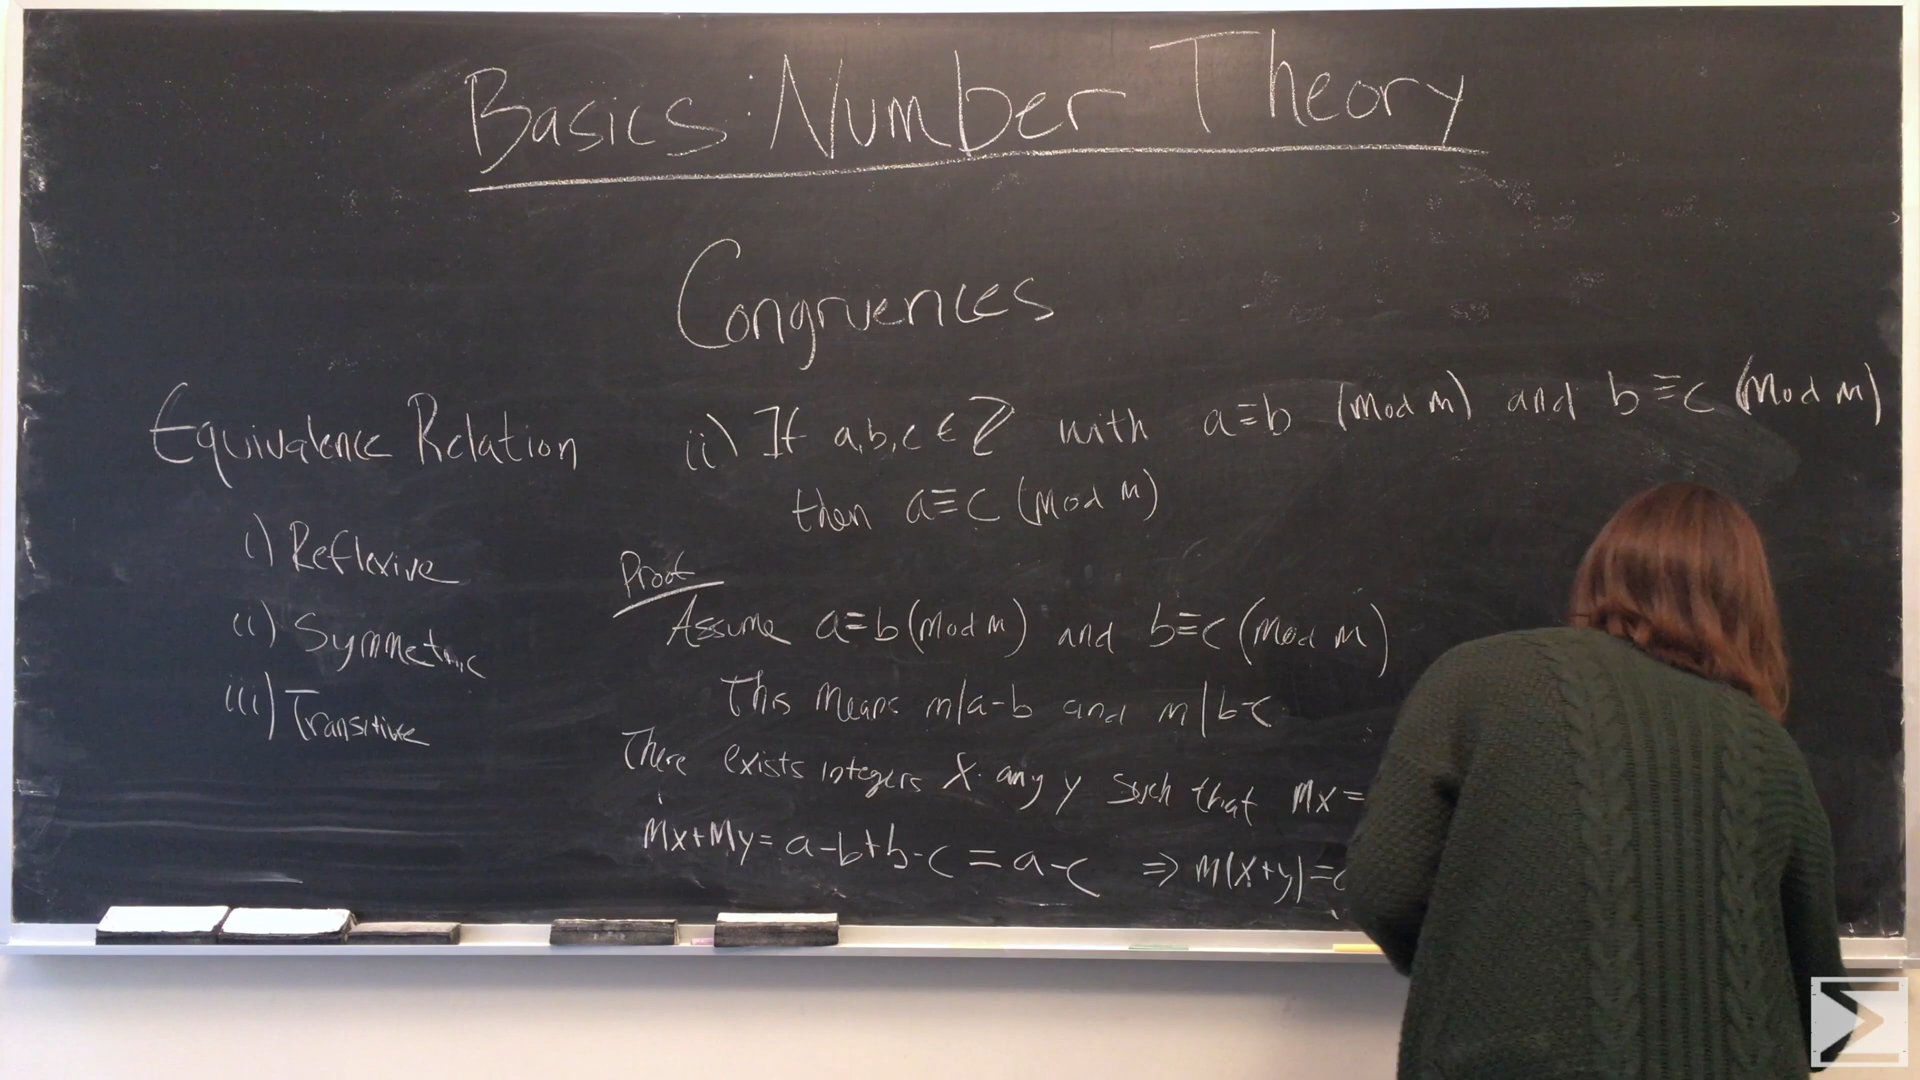 Basics: Number Theory
Congruences
Equivalence Relation
i) Reflexive
ii) Symmetric
iii) Transitive
ii) If a,b,c ∈ ℤ with a≡b (mod m) and b≡c (mod m)
then a≡c (mod m)
Proof
Assume a≡b (mod m) and b≡c (mod m)
This means m|a-b and m|b-c
There exists integers x any y such that mx=
mx+my= a-b+b-c = a-c ⇒ m(x+y)=